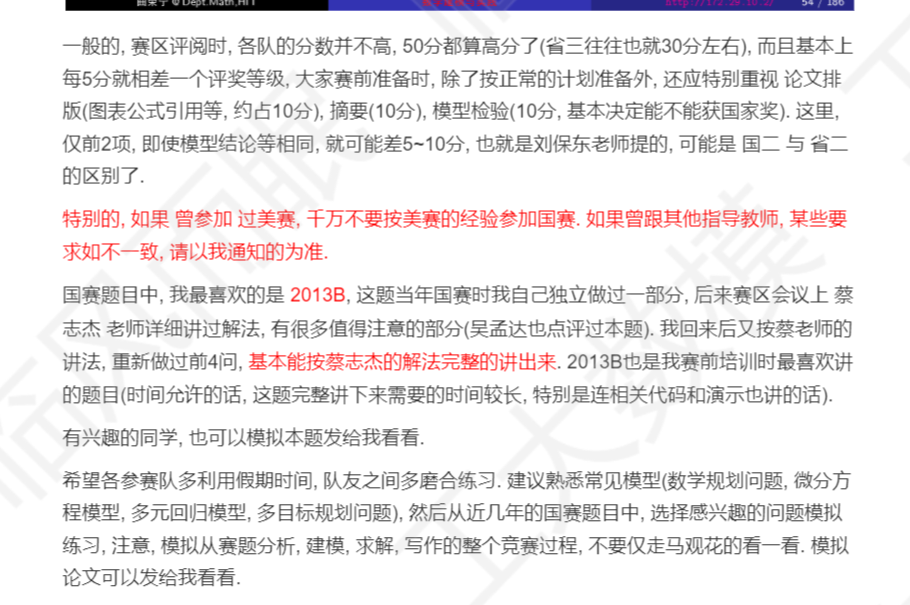 曲荣宁 © Dept.Math,HIT
54 / 186
一般的, 赛区评阅时, 各队的分数并不高, 50分都算高分了(省三往往也就30分左右), 而且基本上
每5分就相差一个评奖等级, 大家赛前准备时, 除了按正常的计划准备外, 还应特别重视 论文排
版(图表公式引用等, 约占10分), 摘要(10分), 模型检验(10分, 基本决定能不能获国家奖). 这里,
仅前2项, 即使模型结论等相同, 就可能差5~10分, 也就是刘保东老师提的, 可能是 国二 与 省二
的区别了.
特别的, 如果 曾参加 过美赛, 千万不要按美赛的经验参加国赛. 如果曾跟其他指导教师, 某些要
求如不一致, 请以我通知的为准.
国赛题目中, 我最喜欢的是 2013B, 这题当年国赛时我自己独立做过一部分, 后来赛区会议上 蔡
志杰 老师详细讲过解法, 有很多值得注意的部分(吴孟达也点评过本题). 我回来后又按蔡老师的
讲法, 重新做过前4问, 基本能按蔡志杰的解法完整的讲出来. 2013B也是我赛前培训时最喜欢讲
的题目(时间允许的话, 这题完整讲下来需要的时间较长, 特别是连相关代码和演示也讲的话).
有兴趣的同学, 也可以模拟本题发给我看看.
希望各参赛队多利用假期时间, 队友之间多磨合练习. 建议熟悉常见模型(数学规划问题, 微分方
程模型, 多元回归模型, 多目标规划问题), 然后从近几年的国赛题目中, 选择感兴趣的问题模拟
练习, 注意, 模拟从赛题分析, 建模, 求解, 写作的整个竞赛过程, 不要仅走马观花的看一看. 模拟
论文可以发给我看看.
临风而眠
工大数模